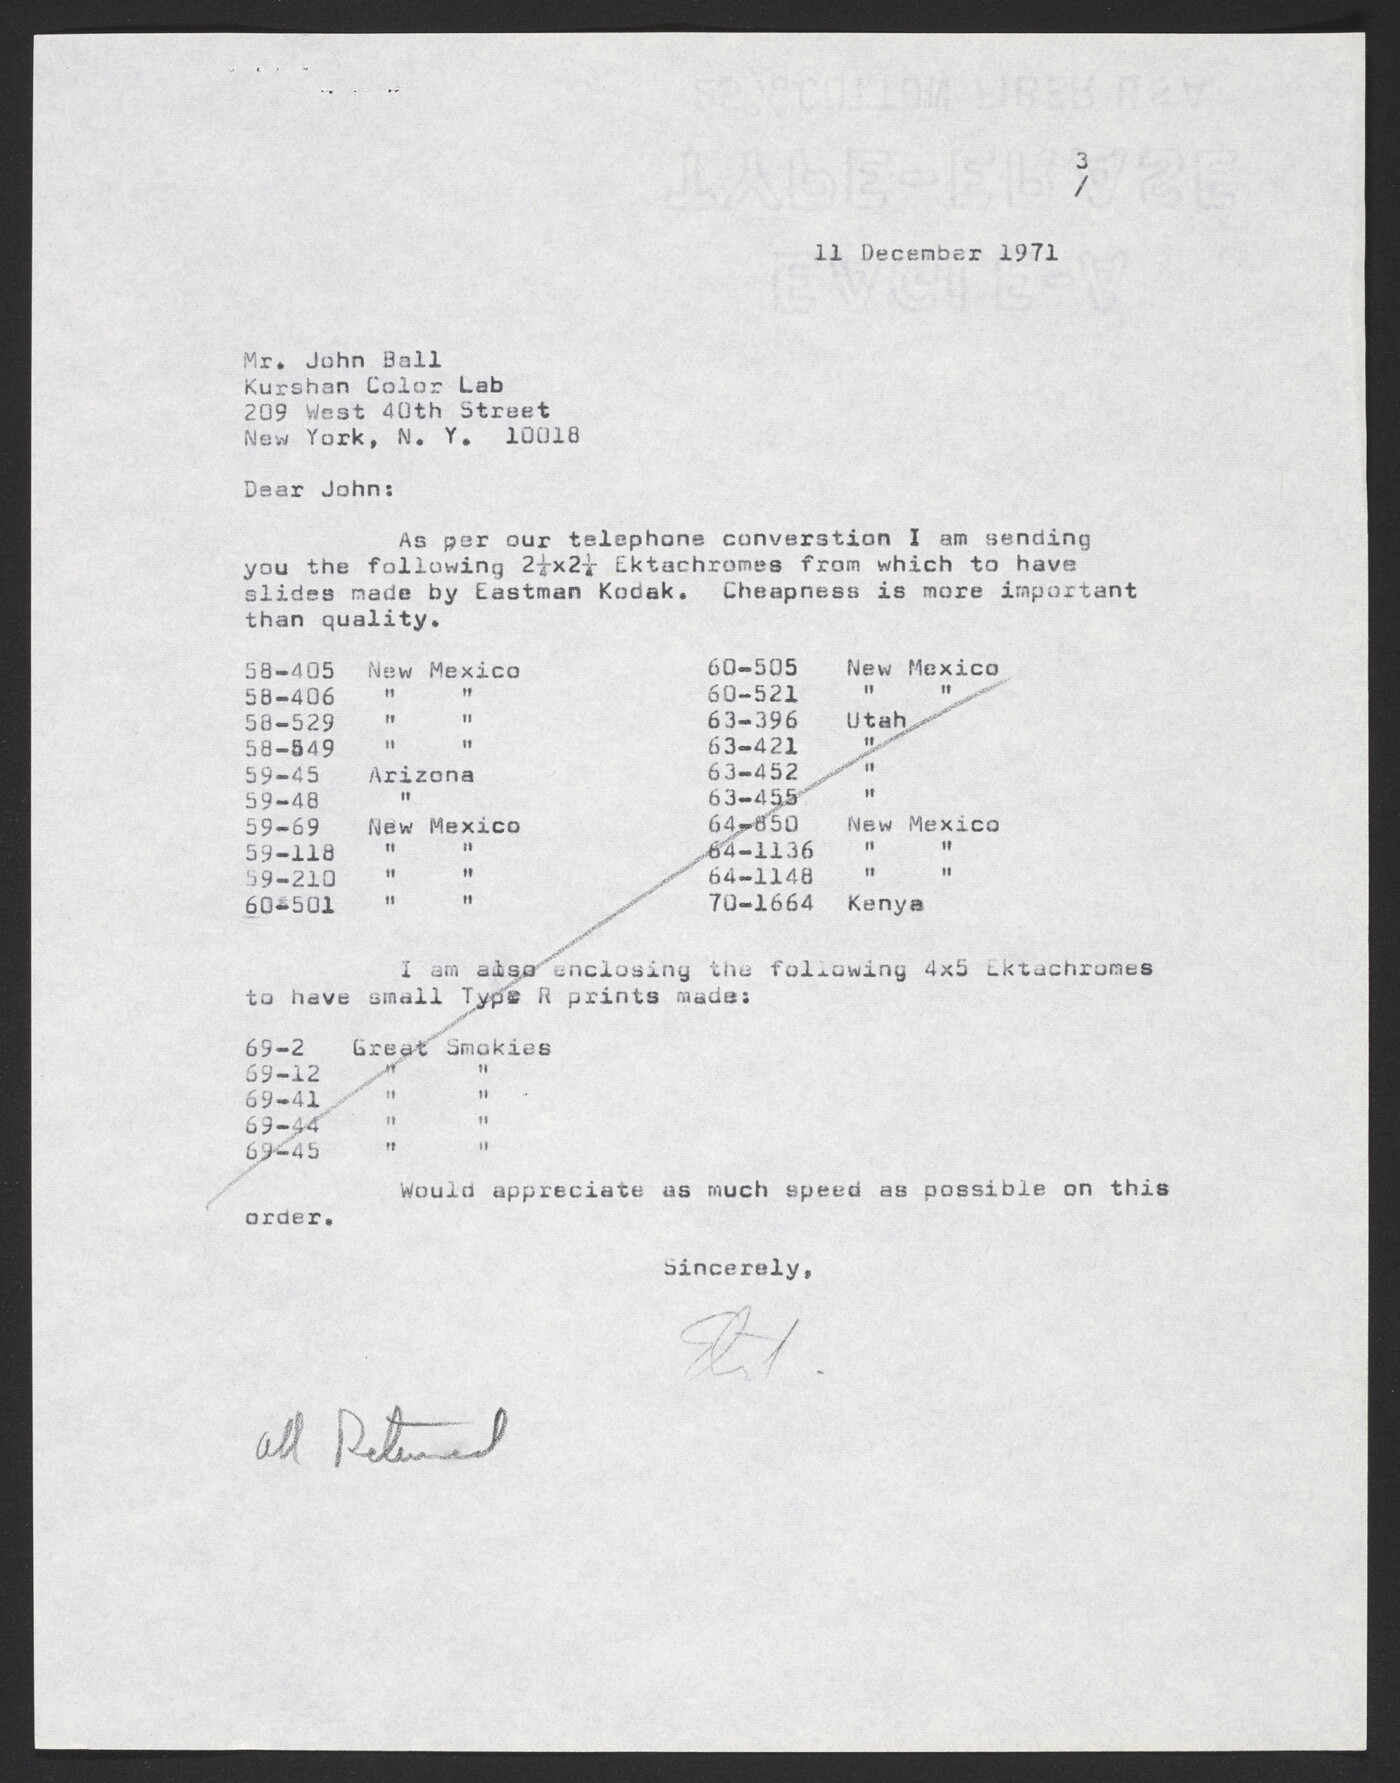 3
/
11 December 1971
Mr. John Ball
Kurshan Color Lab
209 West 40th Street
New York, N. Y.  10018
Dear John:
As per our telephone converstion I am sending
you the following 2¼x2¼ Ektachromes from which to have
slides made by Eastman Kodak.  Cheapness is more important
than quality.
58-405 New Mexico 60-505 New Mexico
58-406 " " 60-521 " "
58-529 " " 63-396 Utah
58-549 " " 63-421 "
59-45 Arizona 63-452 "
59-48 " 63-455 "
59-69 New Mexico 64-850 New Mexico
59-118 " " 64-1136 " "
59-210 " " 64-1148 " "
60-501 " " 70-1664 Kenya
I am also enclosing the following 4x5 Ektachromes
to have small Type R prints made:
69-2 Great Smokies
69-12 " "
69-41 " "
69-44 " "
69-45 " "
Would appreciate as much speed as possible on this
order.
Sincerely,
all Returned